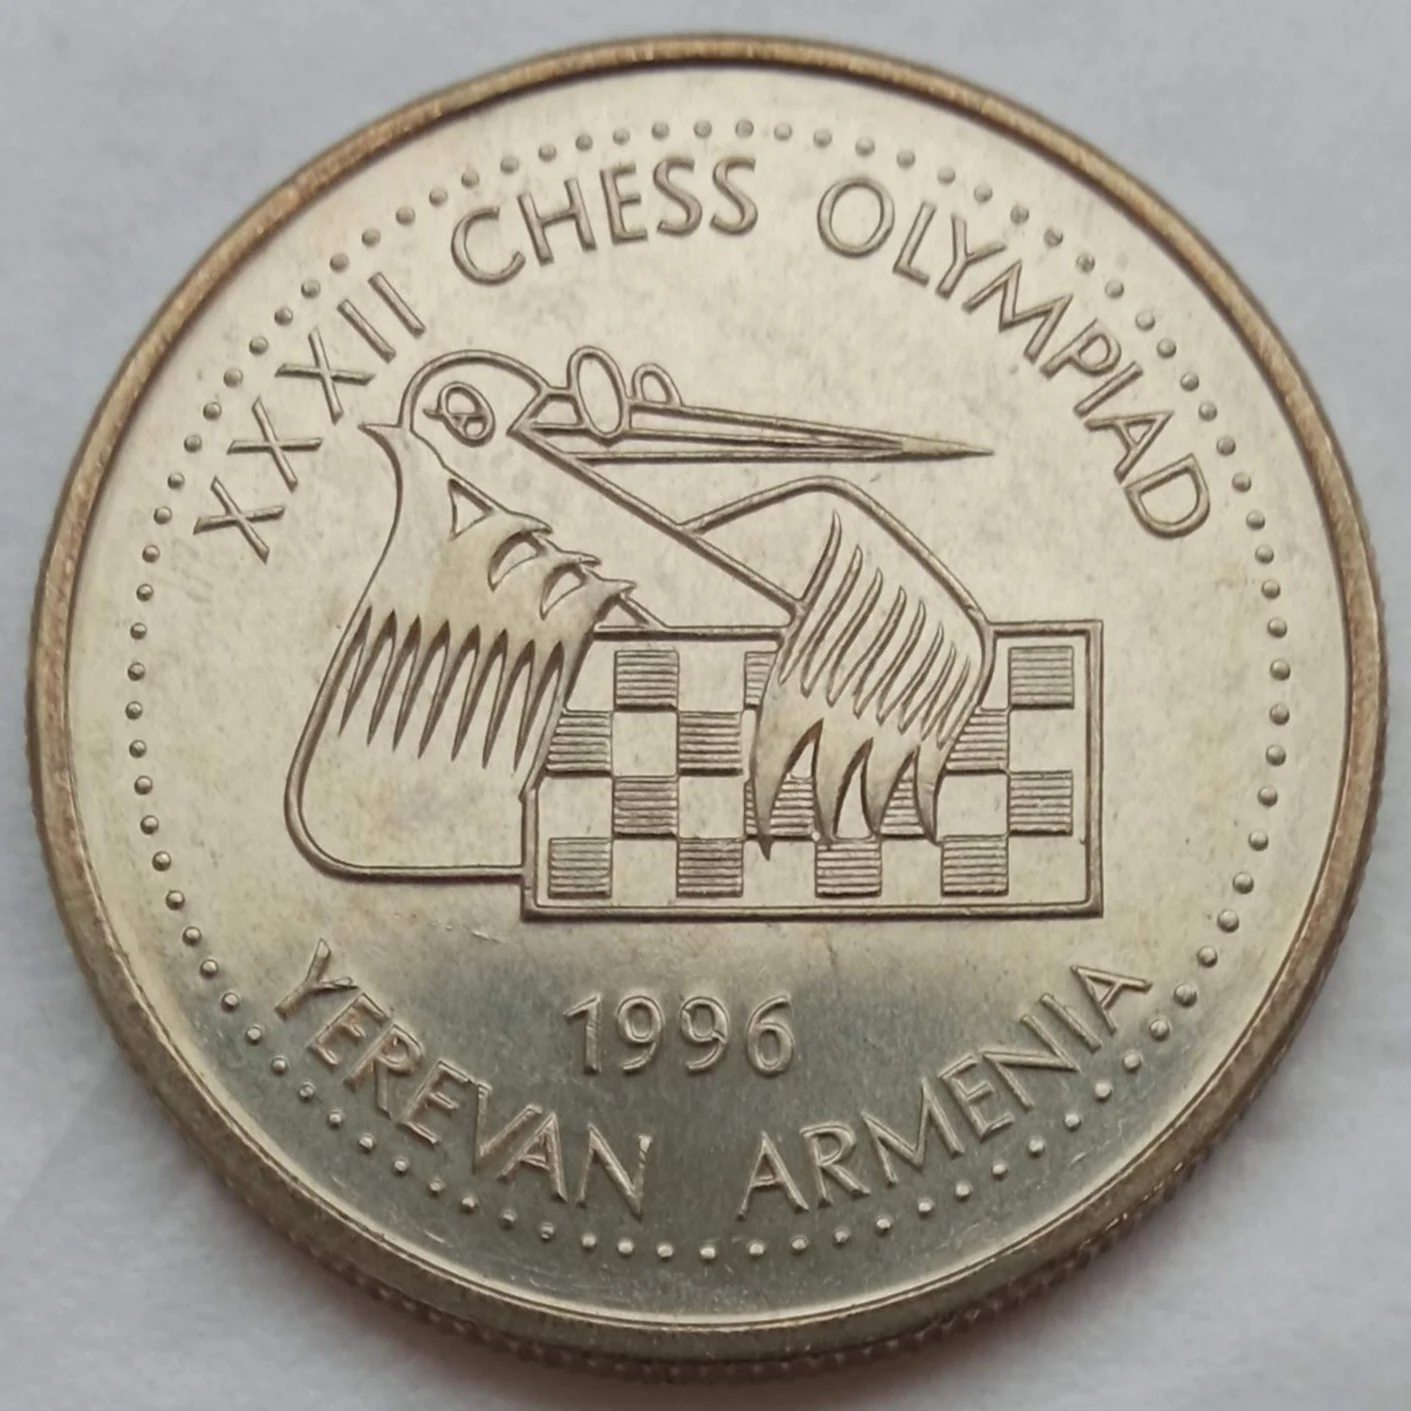 XXXII CHESS OLYMPIAD
1996
YEREVAN ARMENIA